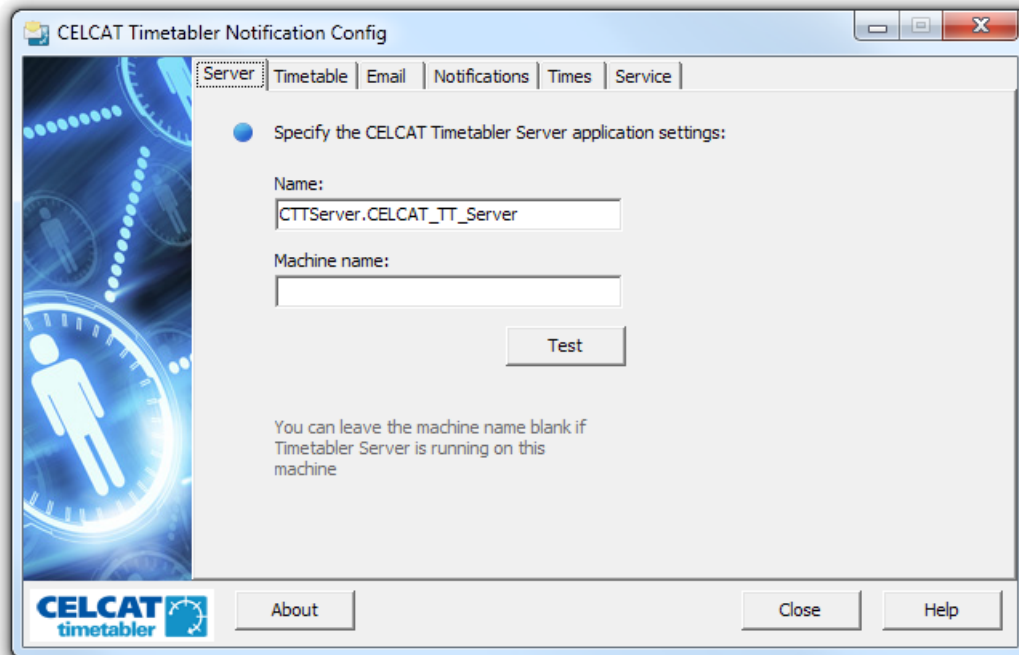 CELCAT Timetabler Notification Config
Server Timetable Email Notifications Times Service
Specify the CELCAT Timetabler Server application settings:
Name:
CTTServer.CELCAT_TT_Server
Machine name:
Test
You can leave the machine name blank if
Timetabler Server is running on this
machine
CELCAT
timetabler
About Close Help